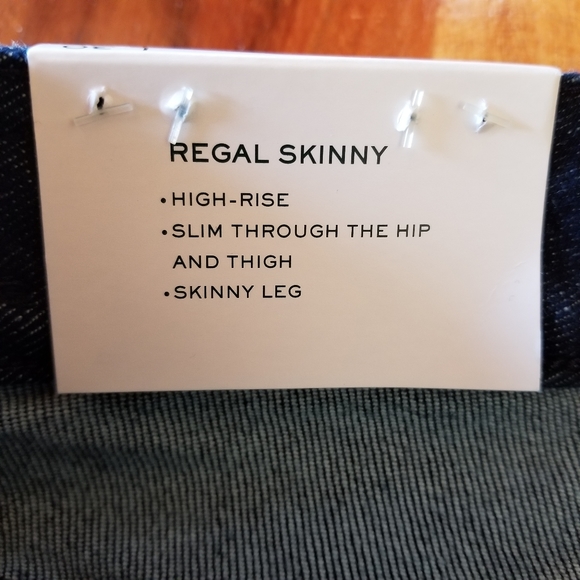 REGAL SKINNY
•HIGH-RISE
•SLIM THROUGH THE HIP
AND THIGH
•SKINNY LEG